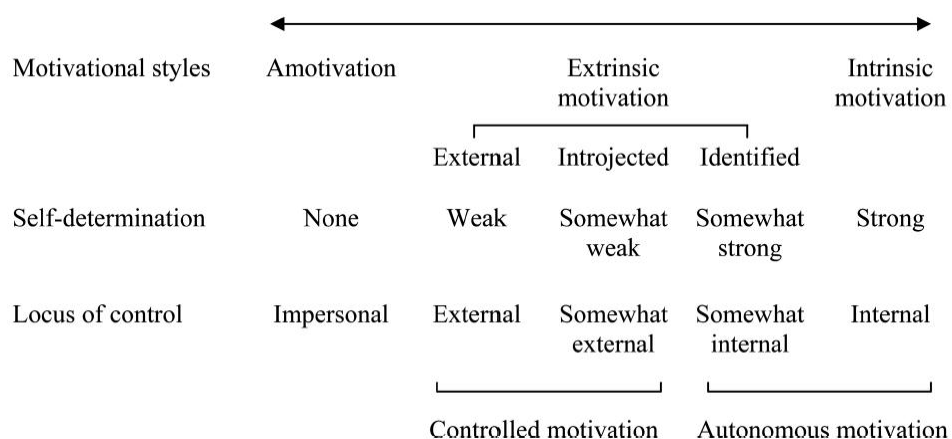 Motivational styles Amotivation Extrinsic Intrinsic
motivation motivation
External Introjected Identified
Self-determination None Weak Somewhat Somewhat Strong
weak strong
Locus of control Impersonal External Somewhat Somewhat Internal
external internal
Controlled motivation Autonomous motivation